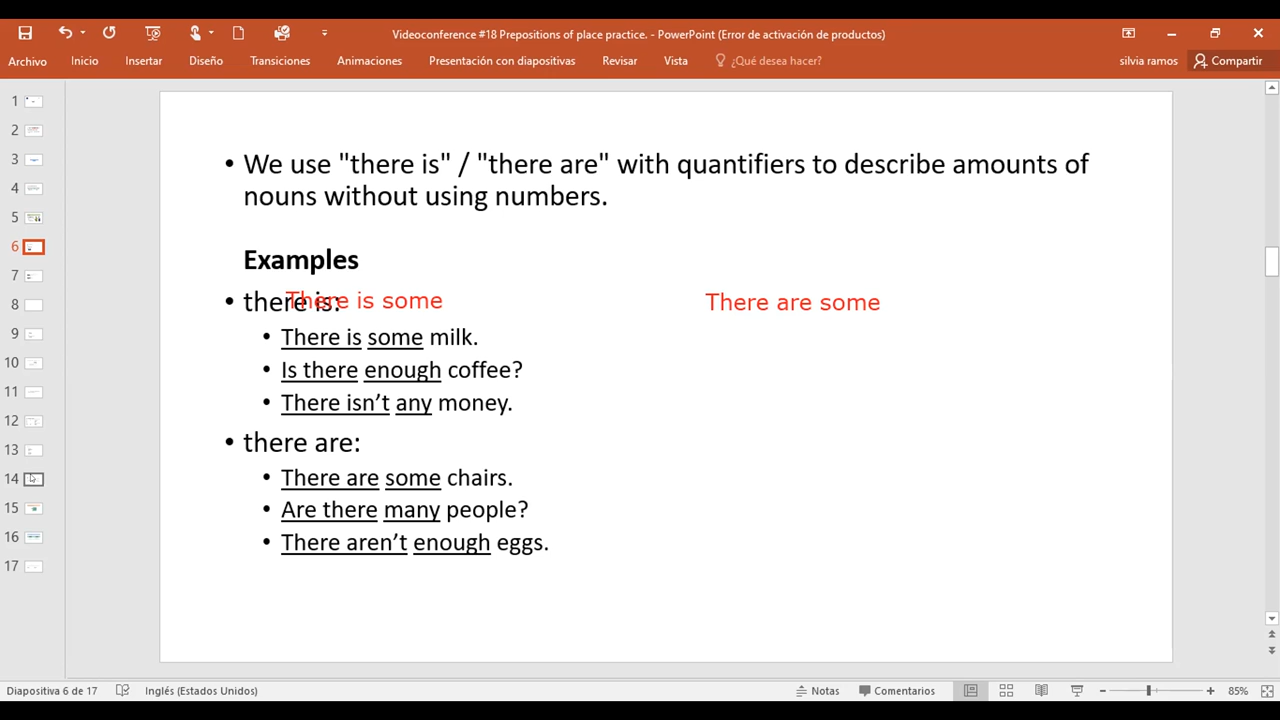 Videoconference #18 Prepositions of place practice. - PowerPoint (Error de activación de productos)
Archivo Inicio Insertar Diseño Transiciones Animaciones Presentación con diapositivas Revisar Vista ¿Qué desea hacer? silvia ramos Compartir
1
2
3
4
5
6
7
8
9
10
11
12
13
14
15
16
17
• We use "there is" / "there are" with quantifiers to describe amounts of
nouns without using numbers.
Examples
• there is:
There is some
There are some
• There is some milk.
• Is there enough coffee?
• There isn’t any money.
• there are:
• There are some chairs.
• Are there many people?
• There aren’t enough eggs.
Diapositiva 6 de 17 Inglés (Estados Unidos) Notas Comentarios 85%